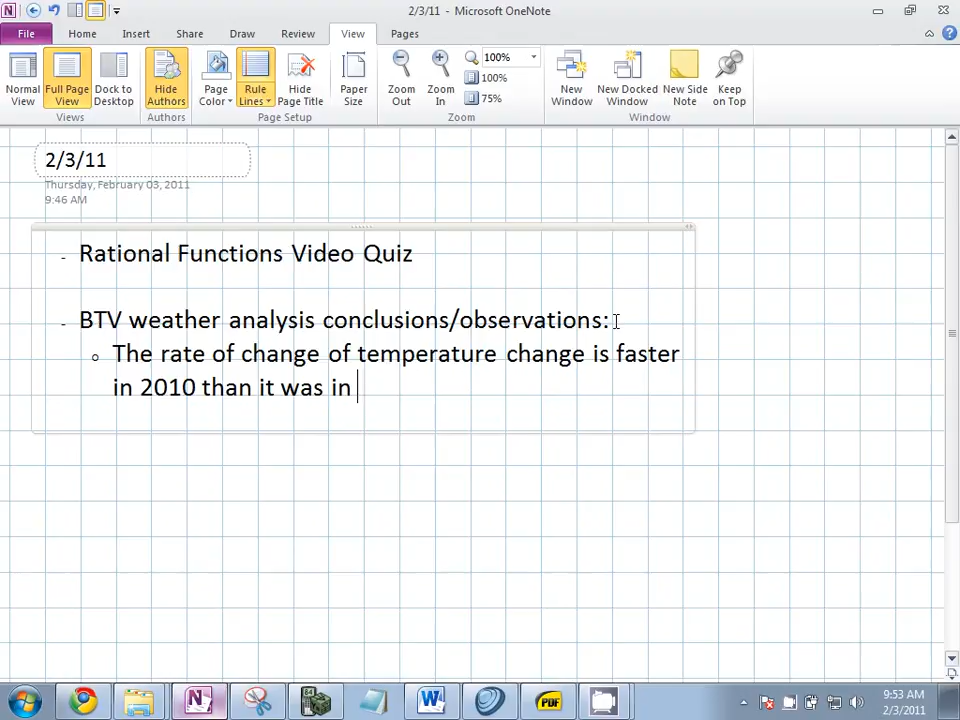 2/3/11 - Microsoft OneNote
File Home Insert Share Draw Review View Pages
Normal View
Full Page View
Dock to Desktop
Hide Authors
Page Color
Rule Lines
Hide Page Title
Paper Size
Zoom Out
Zoom In
100%
100%
75%
New Window
New Docked Window
New Side Note
Keep on Top
Views Authors Page Setup Zoom Window
2/3/11
Thursday, February 03, 2011
9:46 AM
- Rational Functions Video Quiz
- BTV weather analysis conclusions/observations:
o The rate of change of temperature change is faster
in 2010 than it was in
PDF
9:53 AM
2/3/2011